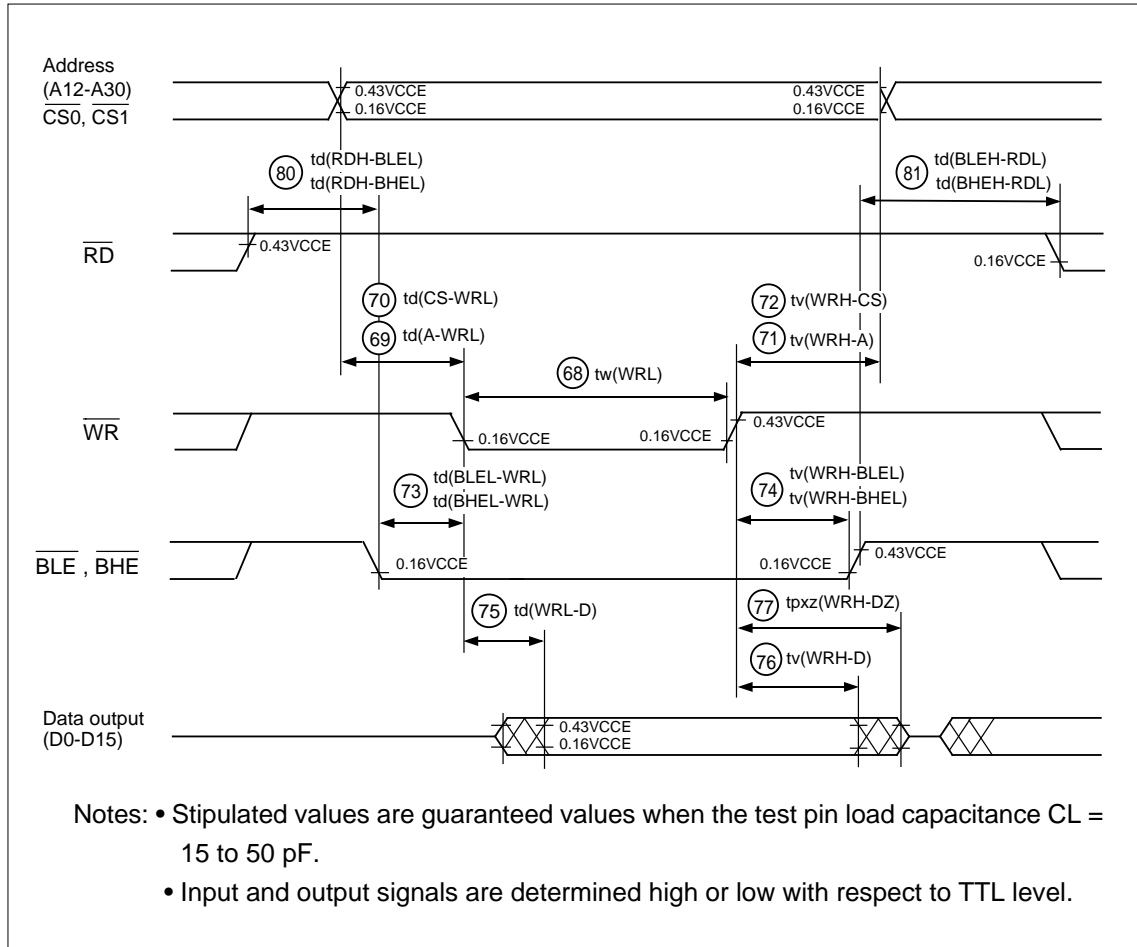 Address
(A12-A30)
CS0, CS1
0.43VCCE
0.16VCCE
0.43VCCE
0.16VCCE
80 td(RDH-BLEL)
td(RDH-BHEL)
81 td(BLEH-RDL)
td(BHEH-RDL)
RD
0.43VCCE
0.16VCCE
70 td(CS-WRL)
69 td(A-WRL)
72 tv(WRH-CS)
71 tv(WRH-A)
68 tw(WRL)
WR
0.16VCCE
0.16VCCE
0.43VCCE
73 td(BLEL-WRL)
td(BHEL-WRL)
74 tv(WRH-BLEL)
tv(WRH-BHEL)
BLE , BHE
0.16VCCE
0.16VCCE
0.43VCCE
75 td(WRL-D)
77 tpxz(WRH-DZ)
76 tv(WRH-D)
Data output
(D0-D15)
0.43VCCE
0.16VCCE
Notes: • Stipulated values are guaranteed values when the test pin load capacitance CL =
15 to 50 pF.
• Input and output signals are determined high or low with respect to TTL level.